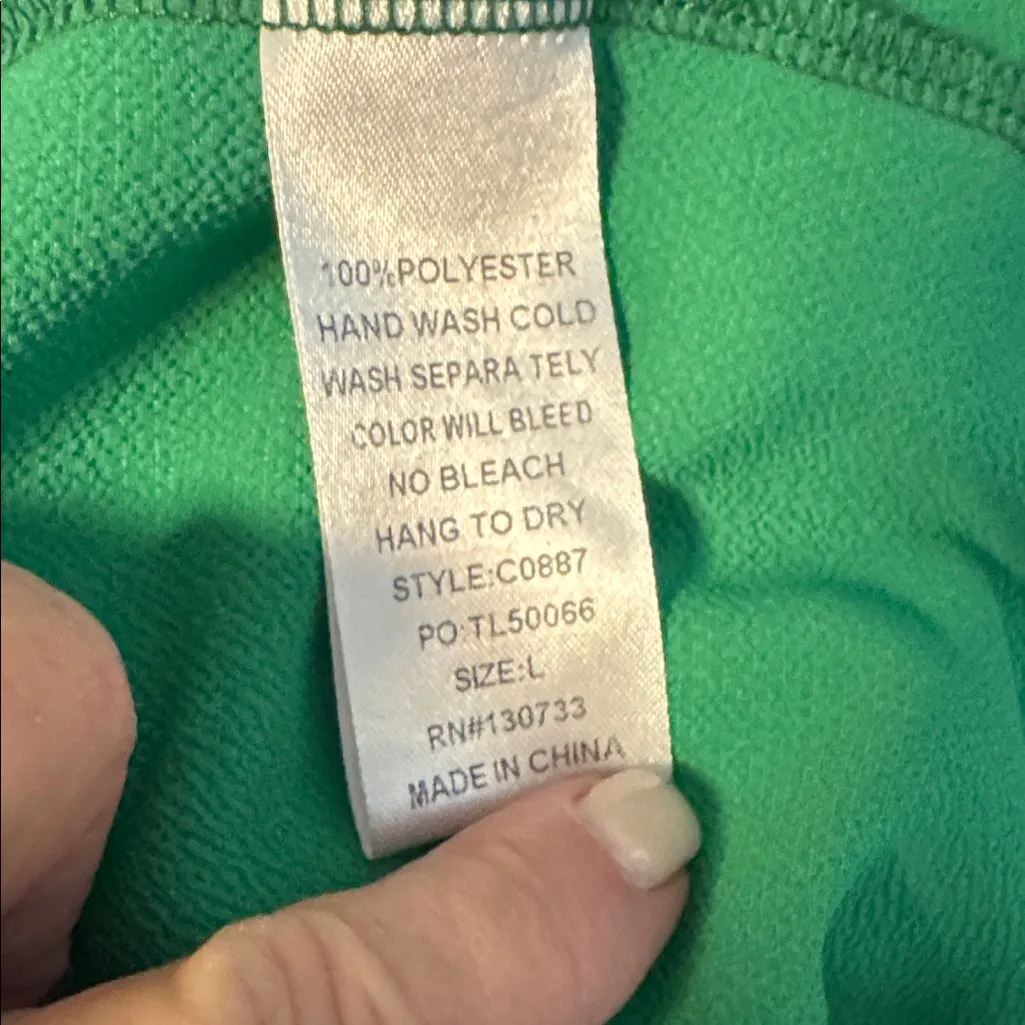 100%POLYESTER
HAND WASH COLD
WASH SEPARA TELY
COLOR WILL BLEED
NO BLEACH
HANG TO DRY
STYLE:C0887
PO:TL50066
SIZE:L
RN#130733
MADE IN CHINA